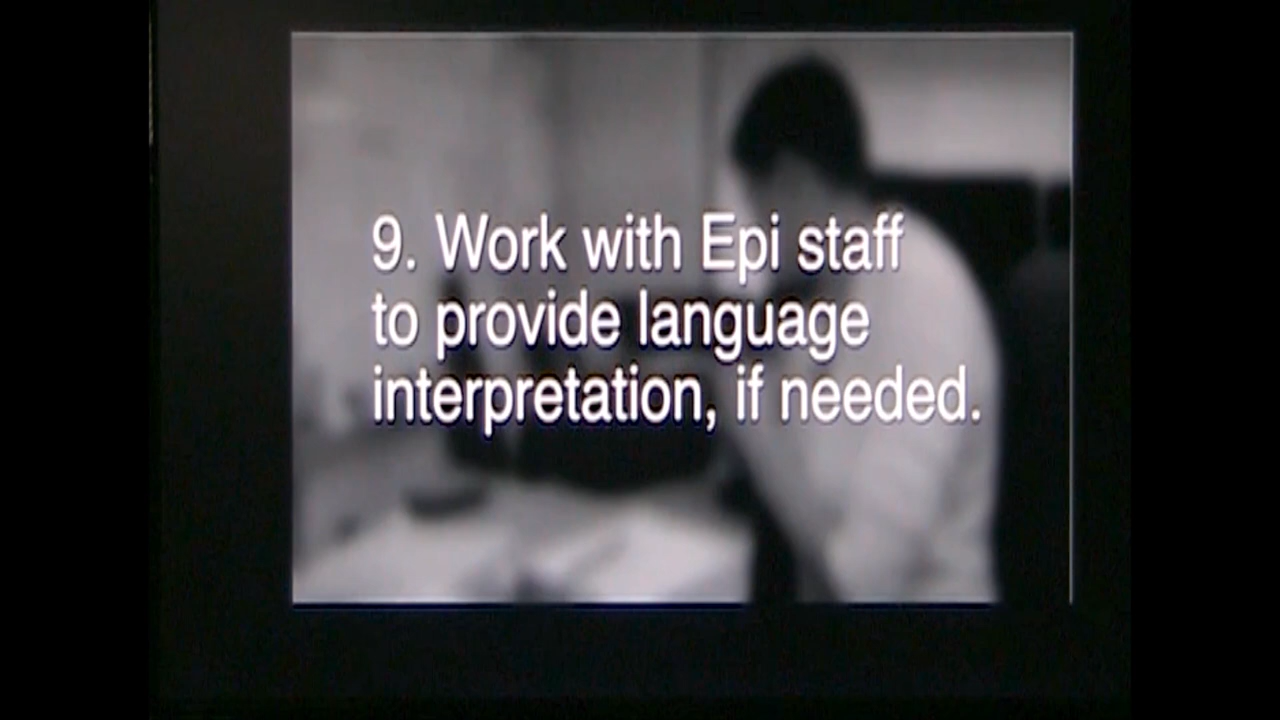 9. Work with Epi staff
to provide language
interpretation, if needed.